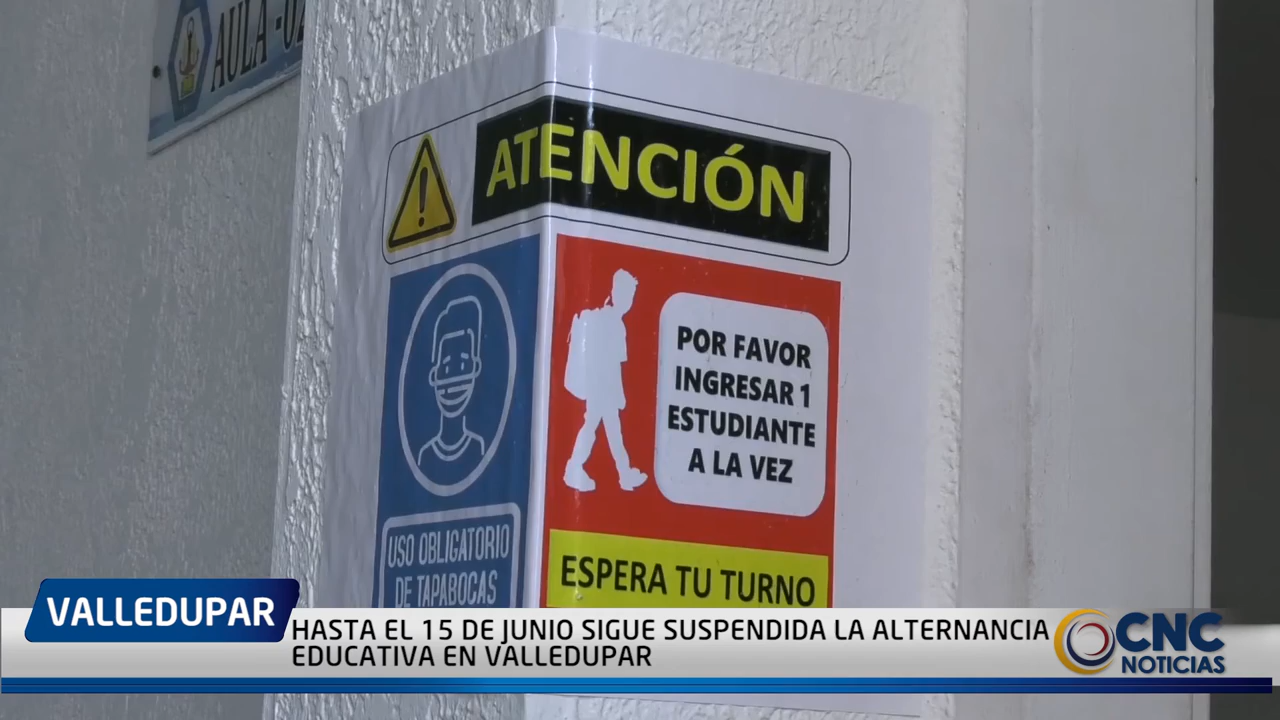 AULA -02
ATENCIÓN
POR FAVOR
INGRESAR 1
ESTUDIANTE
A LA VEZ
USO OBLIGATORIO
DE TAPABOCAS
ESPERA TU TURNO
VALLEDUPAR
HASTA EL 15 DE JUNIO SIGUE SUSPENDIDA LA ALTERNANCIA
EDUCATIVA EN VALLEDUPAR
CNC
NOTICIAS